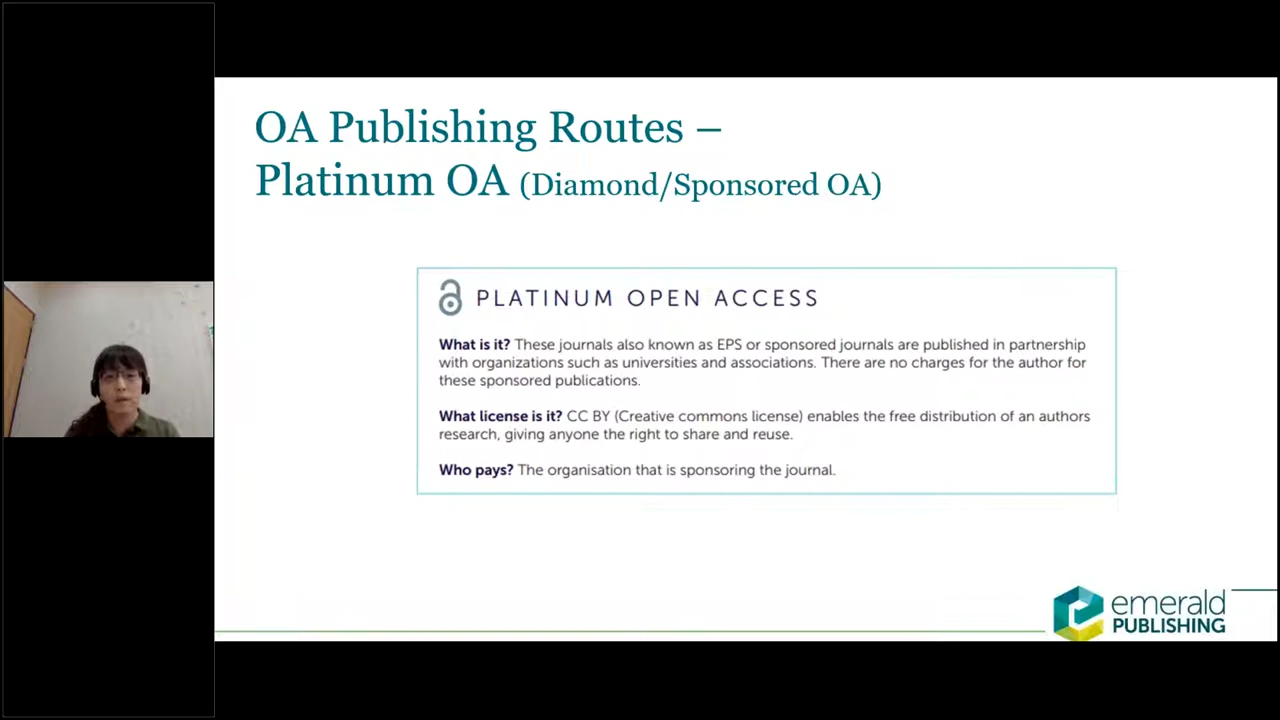 OA Publishing Routes –
Platinum OA (Diamond/Sponsored OA)
PLATINUM OPEN ACCESS
What is it? These journals also known as EPS or sponsored journals are published in partnership
with organizations such as universities and associations. There are no charges for the author for
these sponsored publications.
What license is it? CC BY (Creative commons license) enables the free distribution of an authors
research, giving anyone the right to share and reuse.
Who pays? The organisation that is sponsoring the journal.
emerald
PUBLISHING